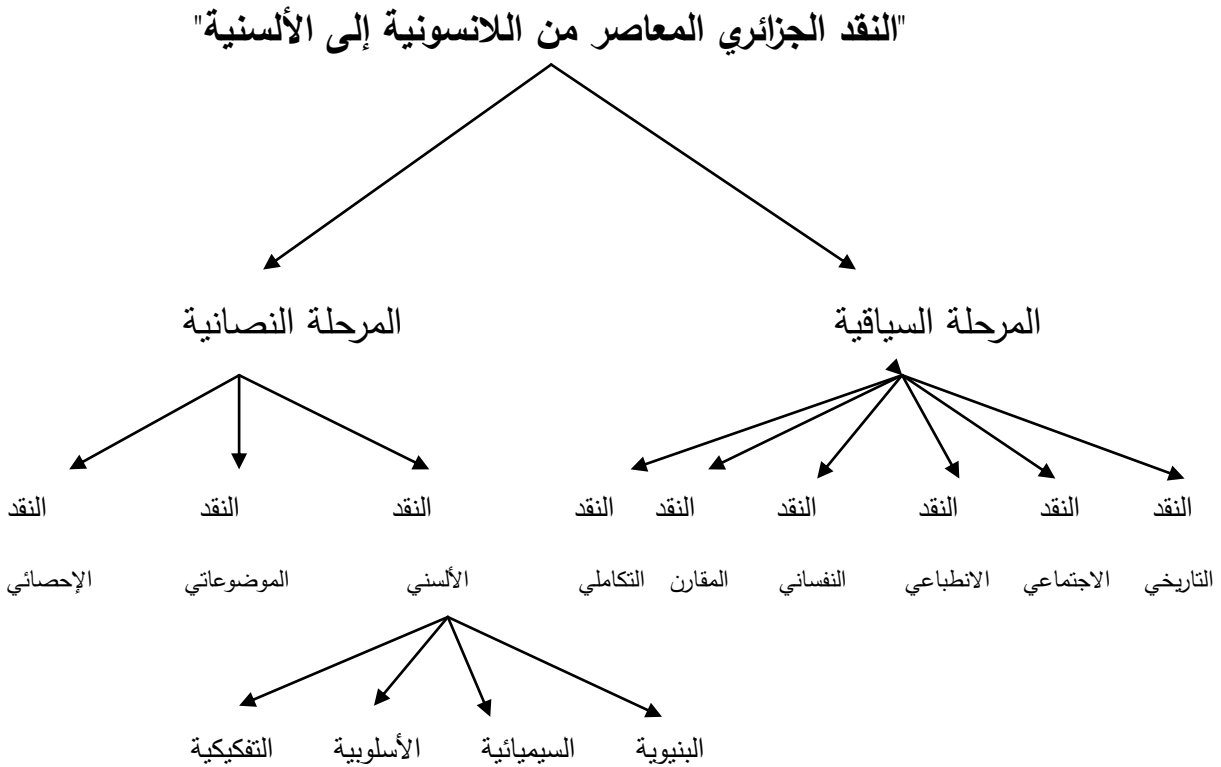 "النقد الجزائري المعاصر من اللانسونية إلى الألسنية"
المرحلة السياقية المرحلة النصانية
النقد النقد النقد النقد النقد النقد النقد النقد النقد
التاريخي الاجتماعي الانطباعي النفساني المقارن التكاملي الألسني الموضوعاتي الإحصائي
البنيوية السيميائية الأسلوبية التفكيكية